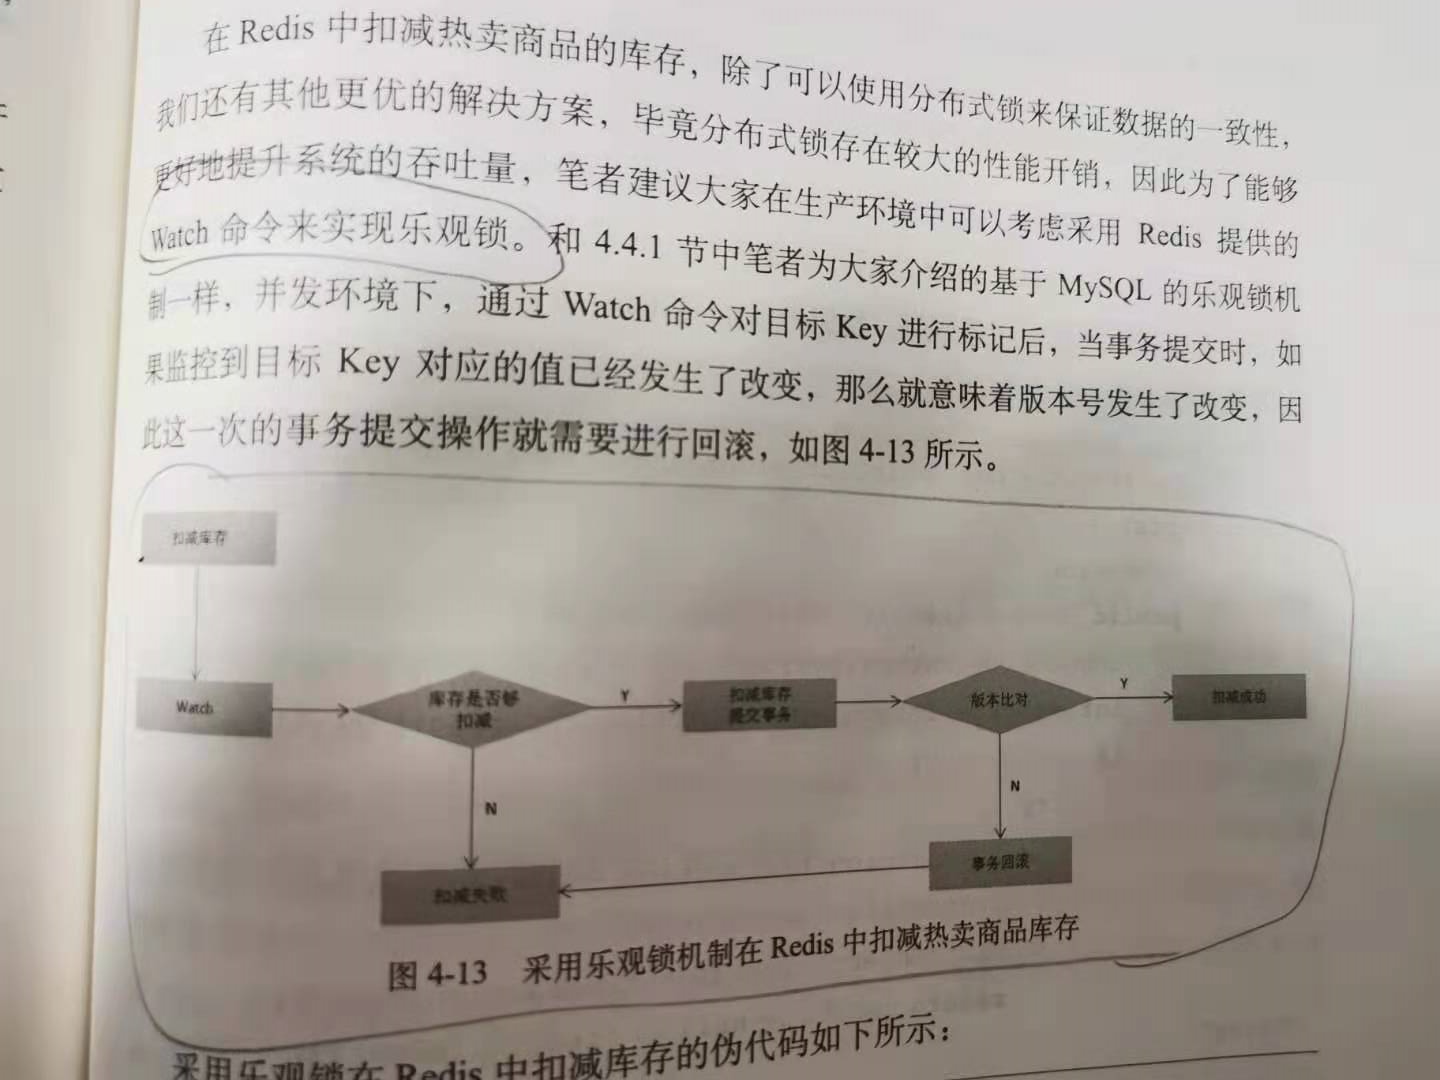 在 Redis 中扣减热卖商品的库存，除了可以使用分布式锁来保证数据的一致性，
我们还有其他更优的解决方案，毕竟分布式锁存在较大的性能开销，因此为了能够
更好地提升系统的吞吐量，笔者建议大家在生产环境中可以考虑采用 Redis 提供的
Watch 命令来实现乐观锁。和 4.4.1 节中笔者为大家介绍的基于 MySQL 的乐观锁机
制一样，并发环境下，通过 Watch 命令对目标 Key 进行标记后，当事务提交时，如
果监控到目标 Key 对应的值已经发生了改变，那么就意味着版本号发生了改变，因
此这一次的事务提交操作就需要进行回滚，如图 4-13 所示。
扣减库存
Watch
库存是否够
扣减
Y
扣减库存
提交事务
版本比对
Y
扣减成功
N
N
扣减失败
事务回滚
图 4-13 采用乐观锁机制在 Redis 中扣减热卖商品库存
采用乐观锁在 Redis 中扣减库存的伪代码如下所示：